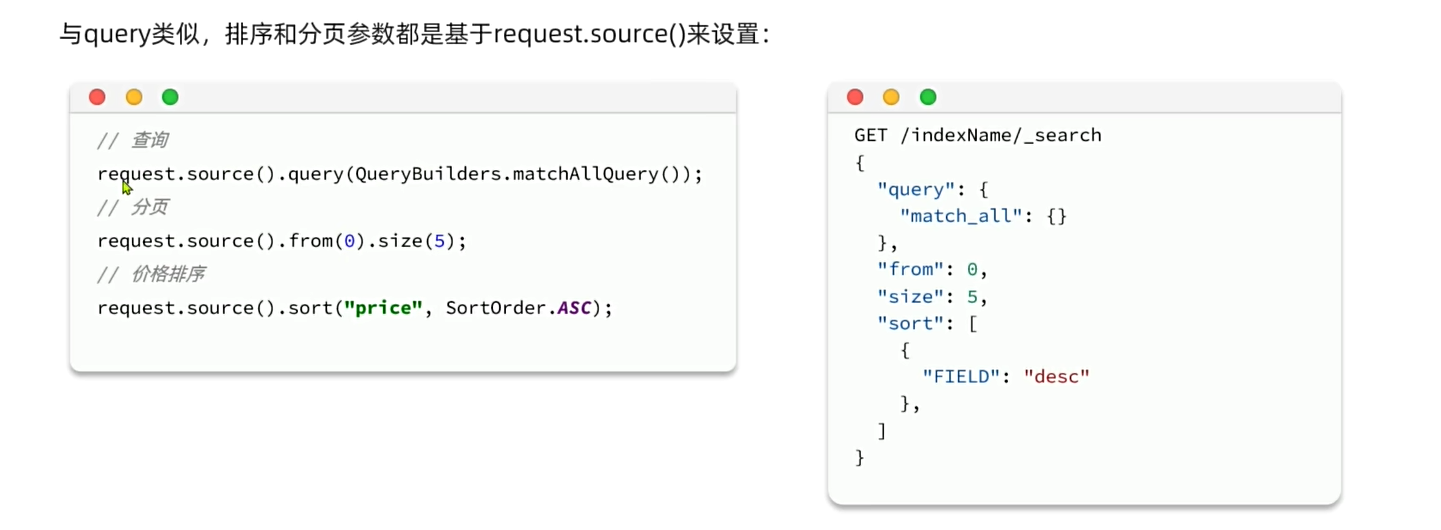 与query类似，排序和分页参数都是基于request.source()来设置：
// 查询
request.source().query(QueryBuilders.matchAllQuery());
// 分页
request.source().from(0).size(5);
// 价格排序
request.source().sort("price", SortOrder.ASC);
GET /indexName/_search
{
  "query": {
    "match_all": {}
  },
  "from": 0,
  "size": 5,
  "sort": [
    {
      "FIELD": "desc"
    },
  ]
}